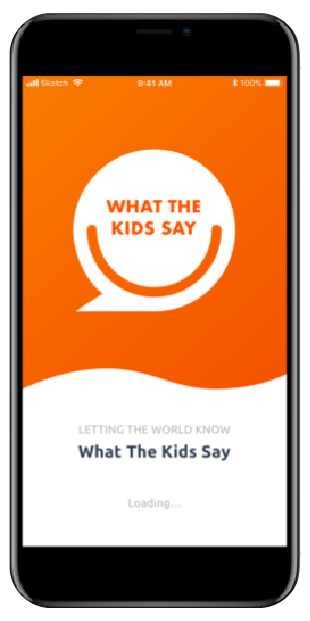 Sketch 9:41 AM 100%
WHAT THE
KIDS SAY
LETTING THE WORLD KNOW
What The Kids Say
Loading...